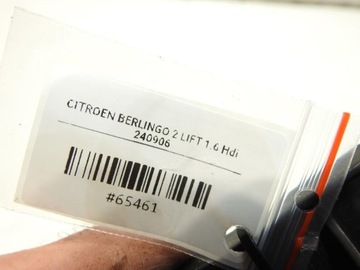 CITROEN BERLINGO 2 LIFT 1.6 Hdi
240906
#65461